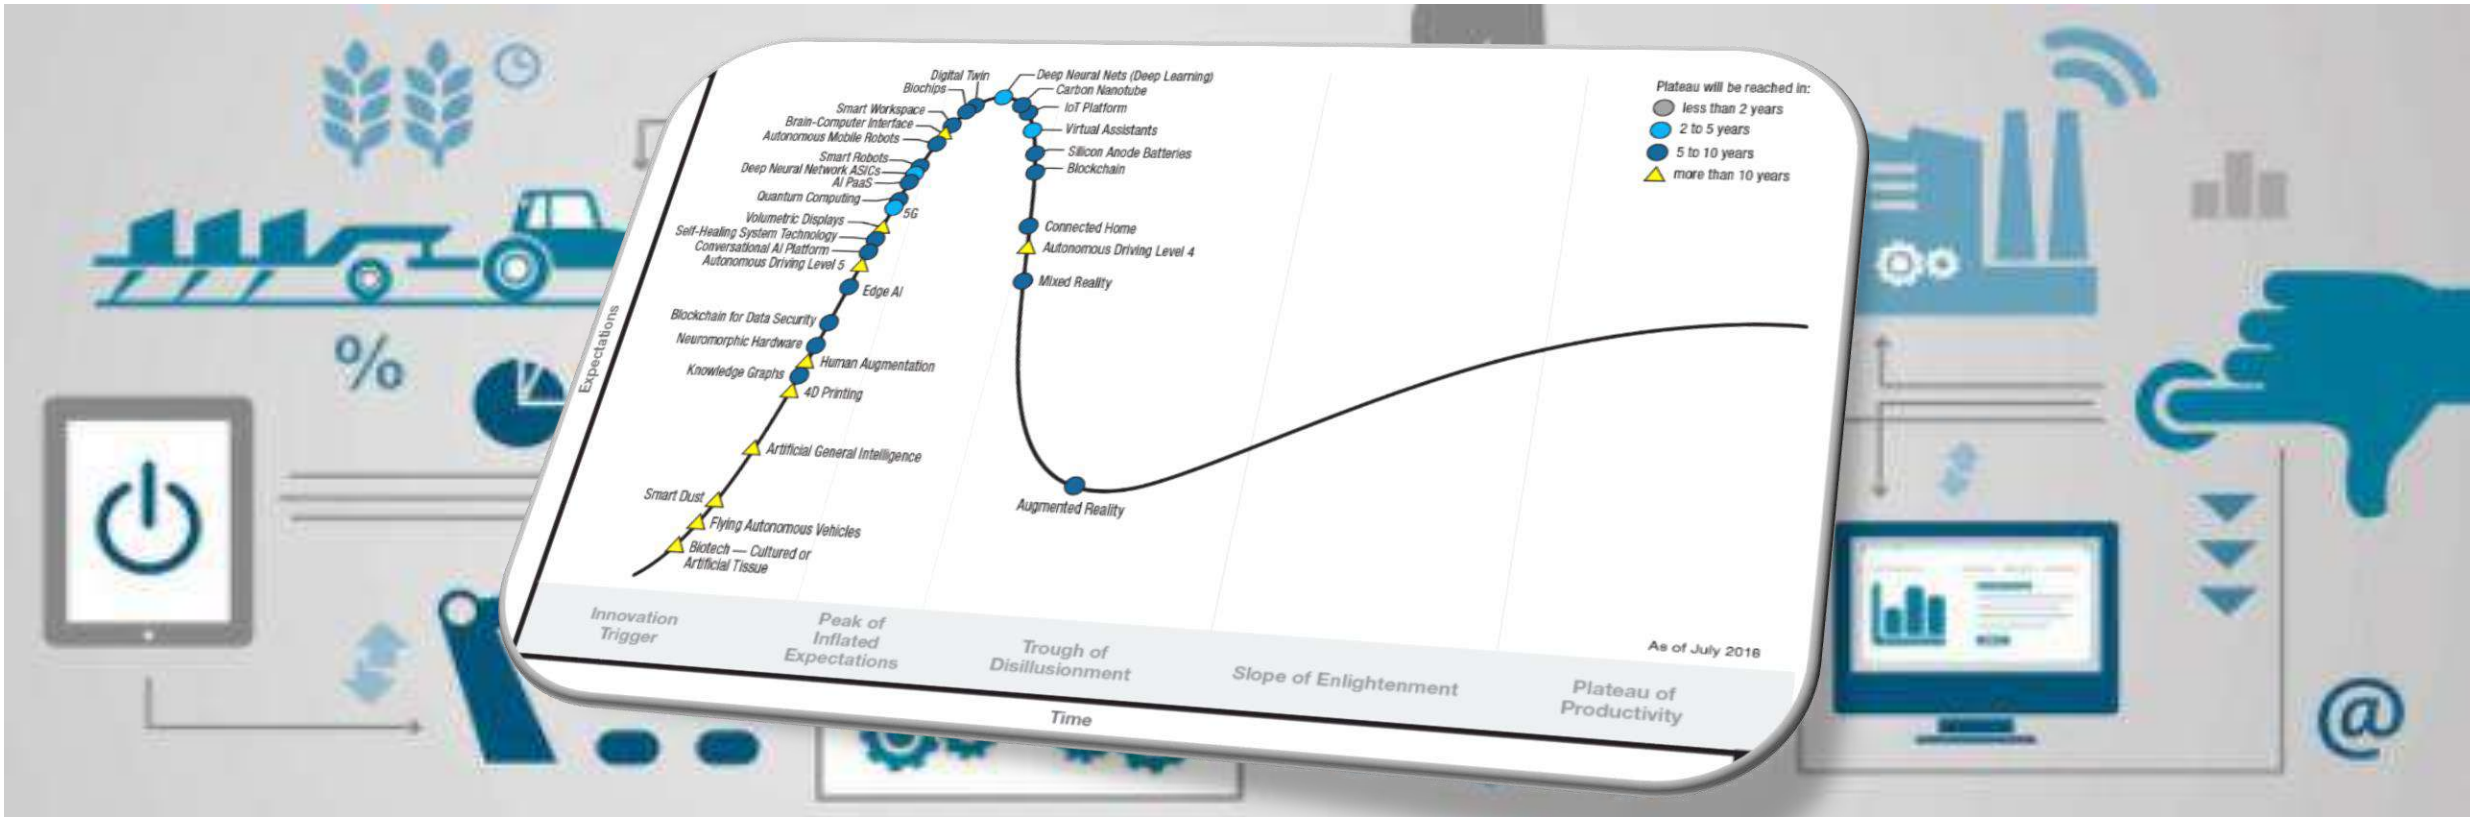 Digital Twin
Biochips
Smart Workspace
Brain-Computer Interface
Autonomous Mobile Robots
Smart Robots
Deep Neural Network ASICs
AI PaaS
Quantum Computing
5G
Volumetric Displays
Self-Healing System Technology
Conversational AI Platform
Autonomous Driving Level 5
Edge AI
Blockchain for Data Security
Neuromorphic Hardware
Human Augmentation
Knowledge Graphs
4D Printing
Artificial General Intelligence
Smart Dust
Flying Autonomous Vehicles
Biotech — Cultured or
Artificial Tissue
Deep Neural Nets (Deep Learning)
Carbon Nanotube
IoT Platform
Virtual Assistants
Silicon Anode Batteries
Blockchain
Connected Home
Autonomous Driving Level 4
Mixed Reality
Augmented Reality
Plateau will be reached in:
less than 2 years
2 to 5 years
5 to 10 years
more than 10 years
Expectations
%
As of July 2018
Innovation
Trigger
Peak of
Inflated
Expectations
Trough of
Disillusionment
Slope of Enlightenment
Plateau of
Productivity
Time
@